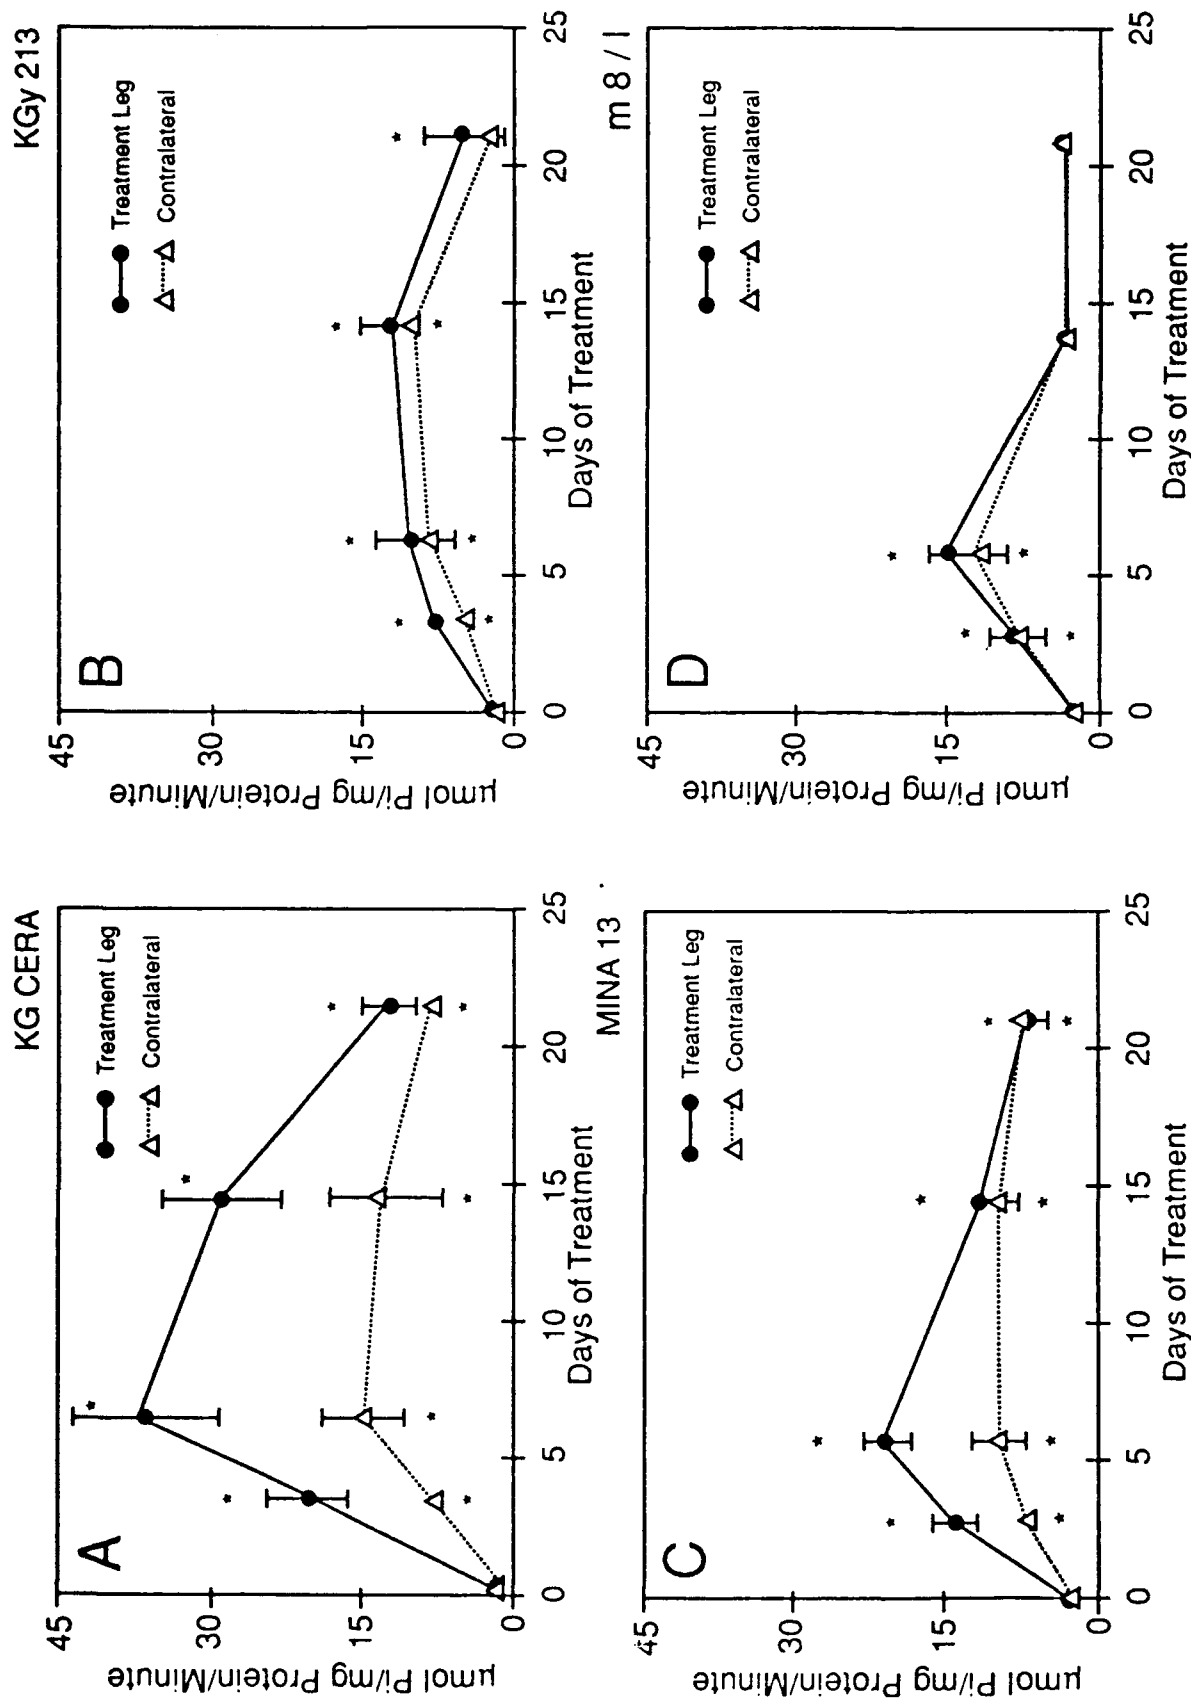 KG CERA
A
Treatment Leg
Contralateral
*
*
*
*
*
*
*
*
45
30
15
0
µmol Pi/mg Protein/Minute
0
5
10
15
20
25
Days of Treatment
KGy 213
B
Treatment Leg
Contralateral
*
*
*
*
*
*
*
45
30
15
0
µmol Pi/mg Protein/Minute
0
5
10
15
20
25
Days of Treatment
MINA 13
C
Treatment Leg
Contralateral
*
*
*
*
*
*
*
*
45
30
15
0
µmol Pi/mg Protein/Minute
0
5
10
15
20
25
Days of Treatment
m 8 / I
D
Treatment Leg
Contralateral
*
*
*
*
45
30
15
0
µmol Pi/mg Protein/Minute
0
5
10
15
20
25
Days of Treatment